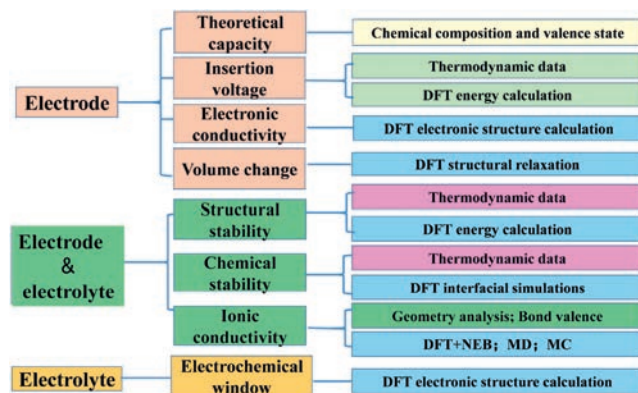 Electrode
Theoretical
capacity
Chemical composition and valence state
Insertion
voltage
Thermodynamic data
DFT energy calculation
Electronic
conductivity
DFT electronic structure calculation
Volume change
DFT structural relaxation
Electrode
&
electrolyte
Structural
stability
Thermodynamic data
DFT energy calculation
Chemical
stability
Thermodynamic data
DFT interfacial simulations
Ionic
conductivity
Geometry analysis; Bond valence
DFT+NEB; MD; MC
Electrolyte
Electrochemical
window
DFT electronic structure calculation